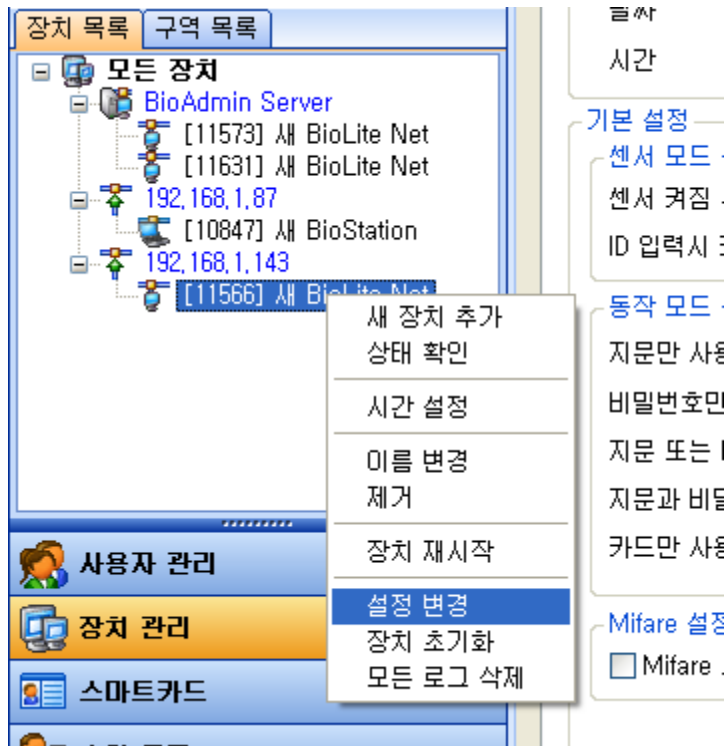 장치 목록
구역 목록
모든 장치
BioAdmin Server
[11573] 새 BioLite Net
[11631] 새 BioLite Net
192,168,1,87
[10847] 새 BioStation
192,168,1,143
[11566] 새 BioLite Net
새 장치 추가
상태 확인
시간 설정
이름 변경
제거
장치 재시작
설정 변경
장치 초기화
모든 로그 삭제
사용자 관리
장치 관리
스마트카드
시간
기본 설정
센서 모드
센서 켜짐
ID 입력시
동작 모드
지문만
비밀번호만
지문 또는
지문과
카드만
Mifare 설정
Mifare